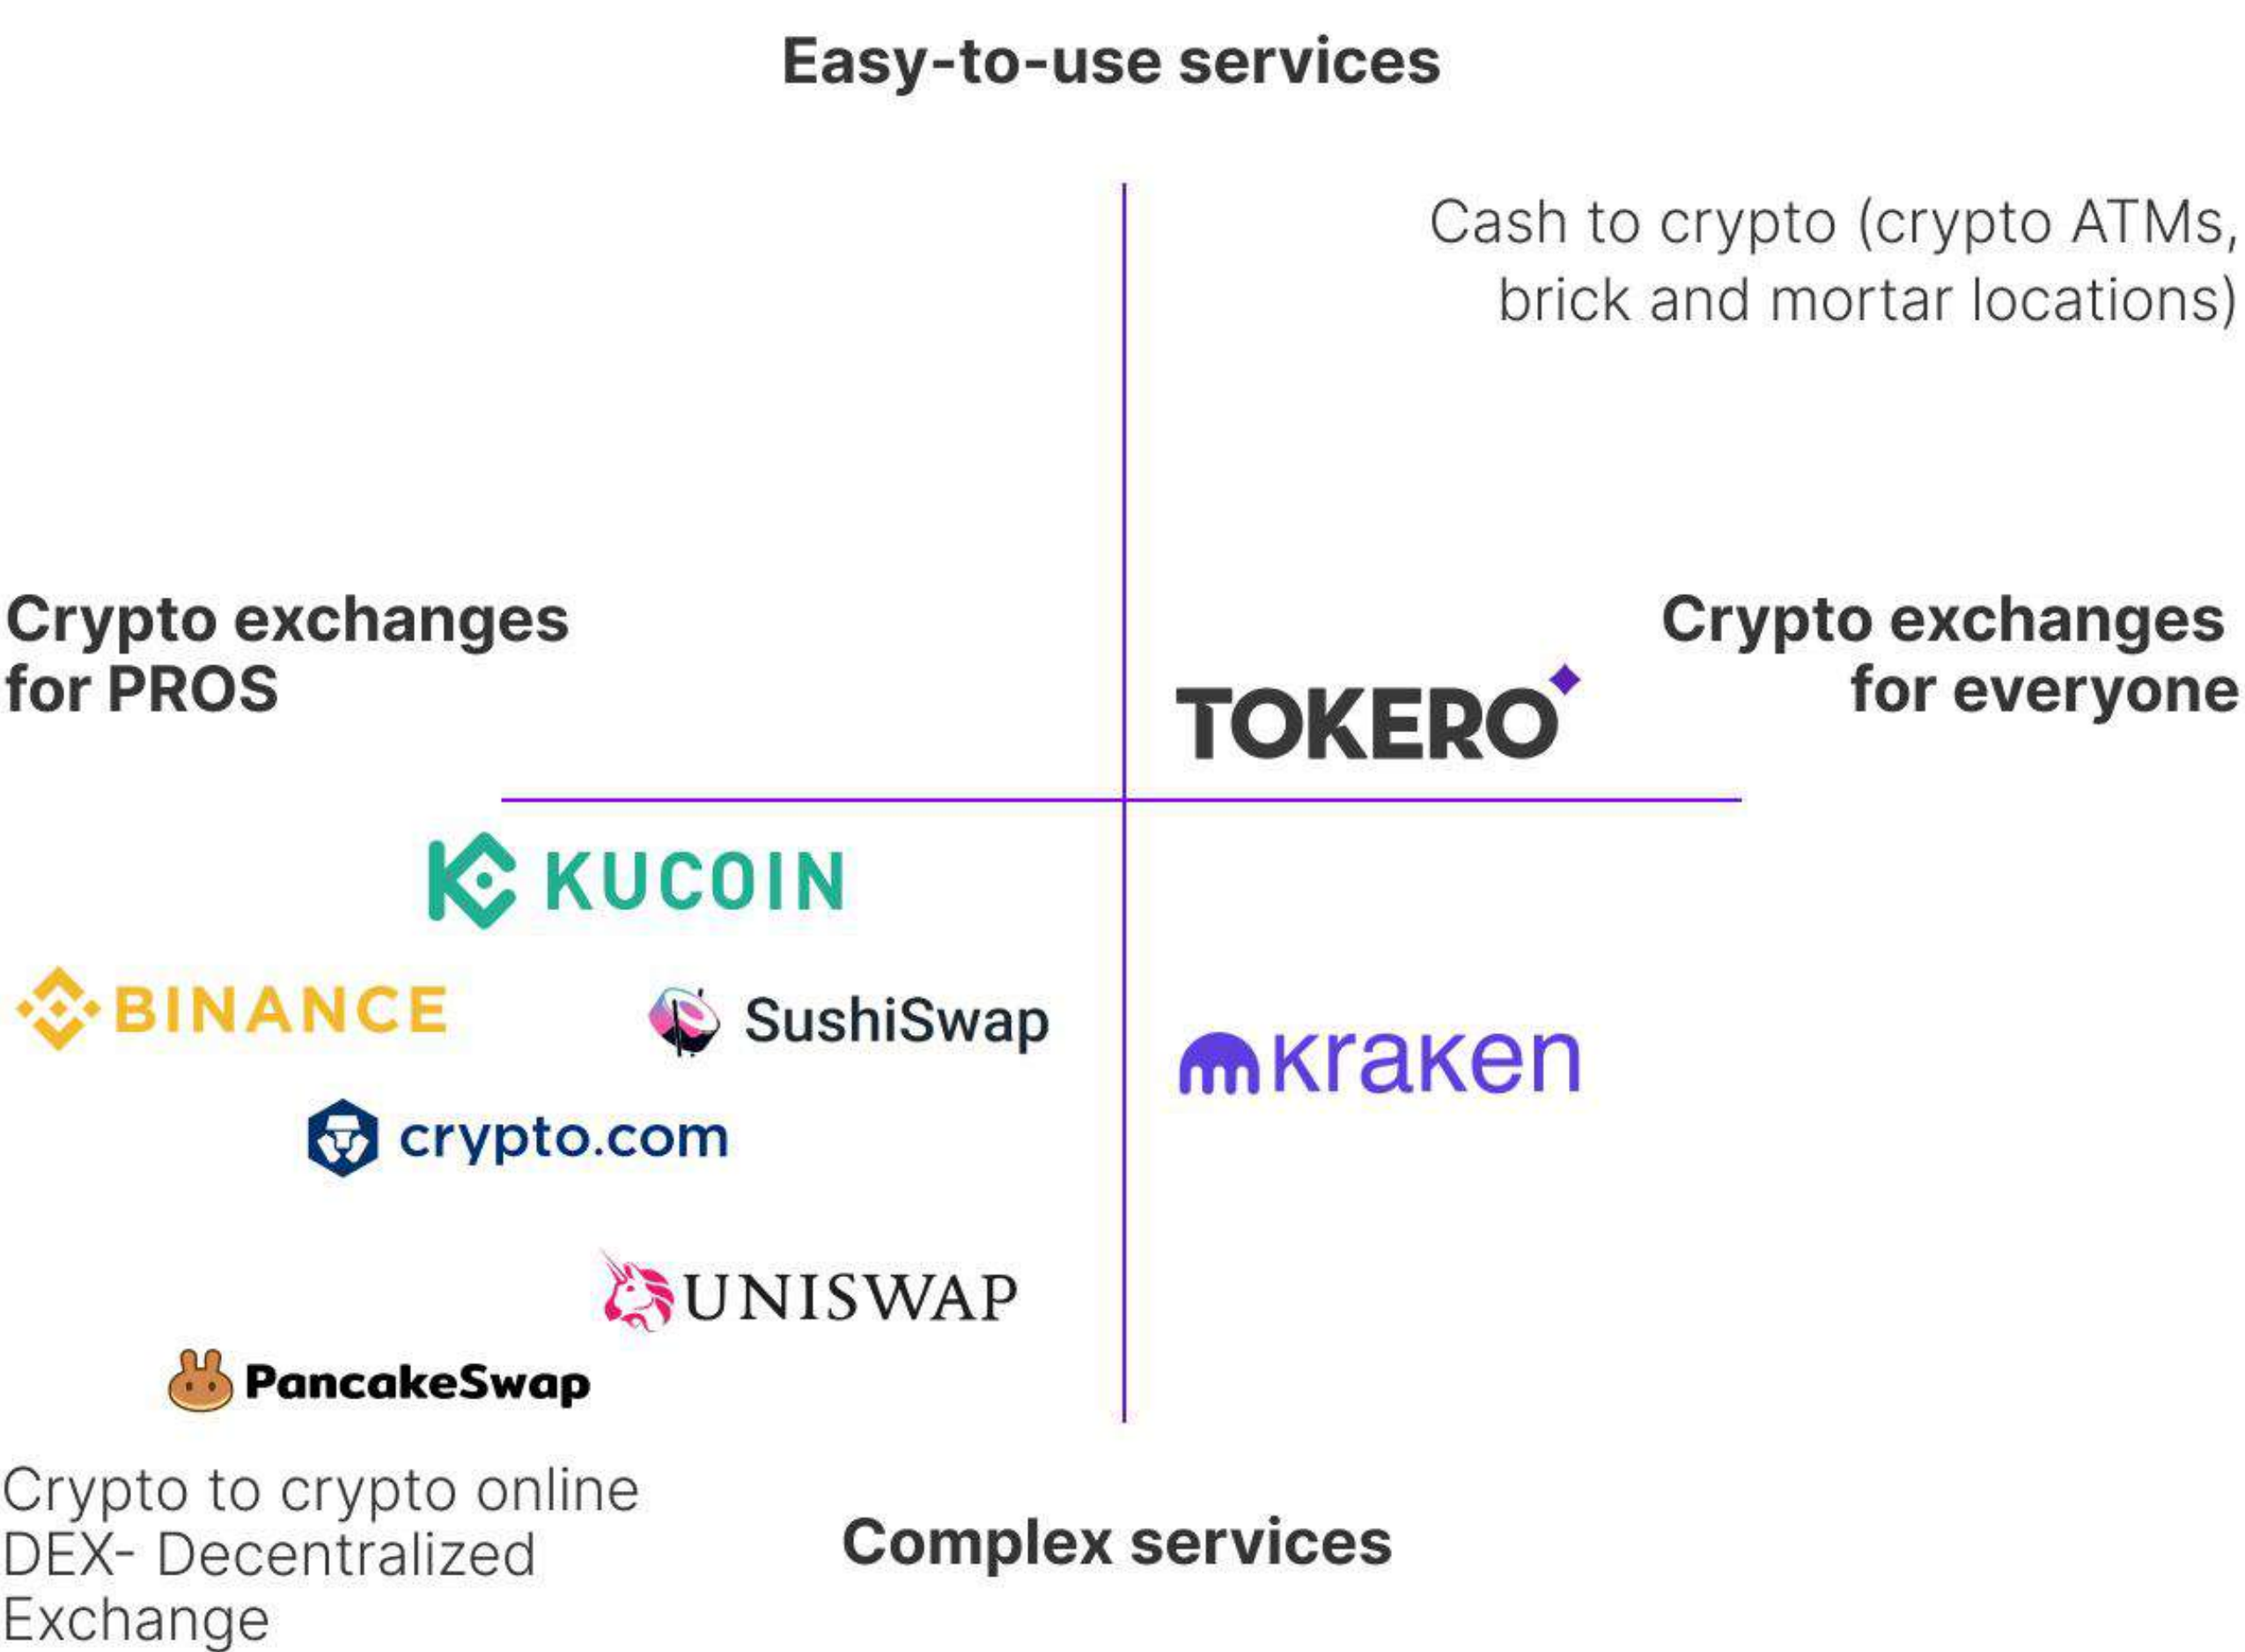 Easy-to-use services
Cash to crypto (crypto ATMs,
brick and mortar locations)
Crypto exchanges
for PROS
Crypto exchanges
for everyone
TOKERO
KUCOIN
BINANCE
SushiSwap
kraken
crypto.com
UNISWAP
PancakeSwap
Crypto to crypto online
DEX- Decentralized
Exchange
Complex services